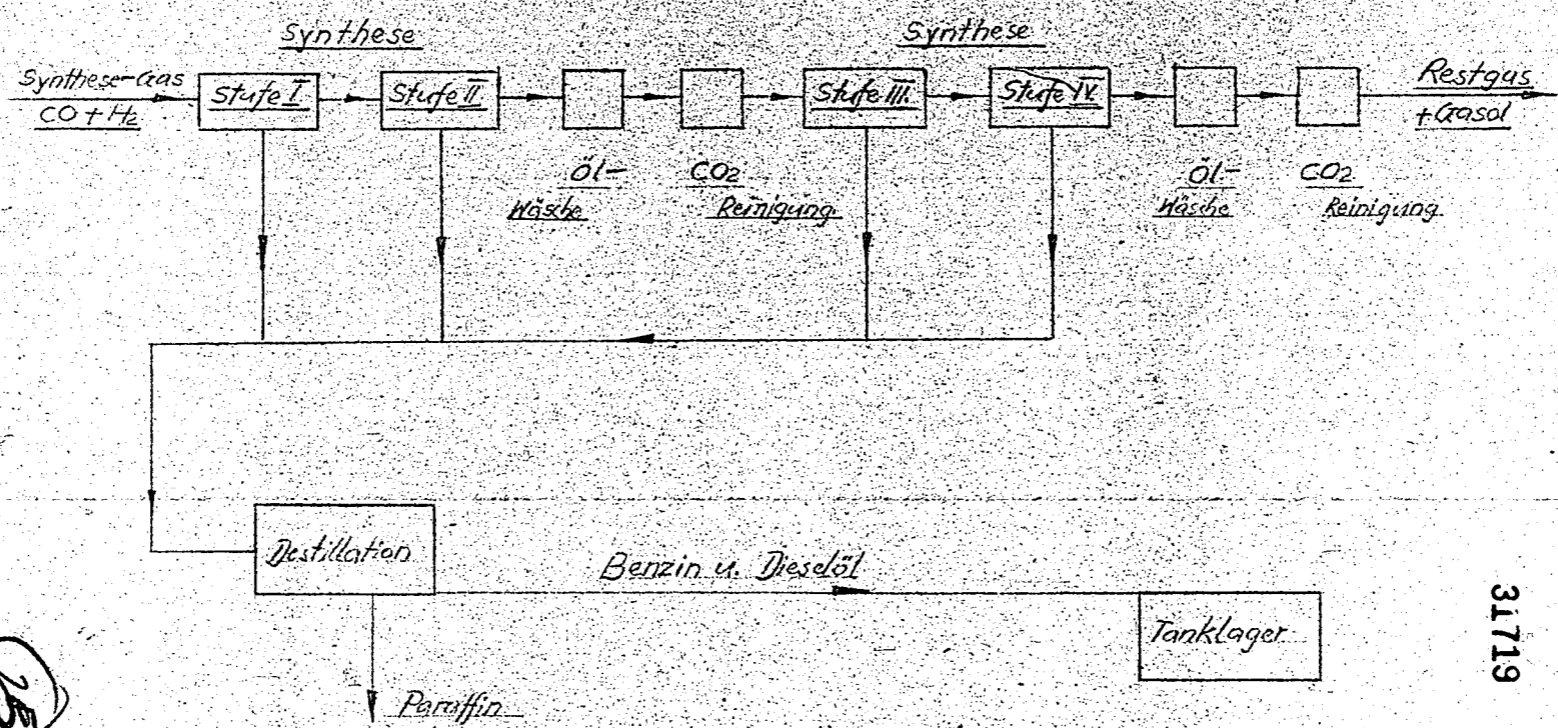 Synthese
Synthese
Synthese-Gas
CO + H2
Stufe I
Stufe II
Stufe III.
Stufe IV.
Restgas
+Gasol
Öl-
Wäsche
CO2
Reinigung.
Öl-
Wäsche
CO2
Reinigung
Destillation
Benzin u. Dieselöl
Tanklager
Paraffin
31719